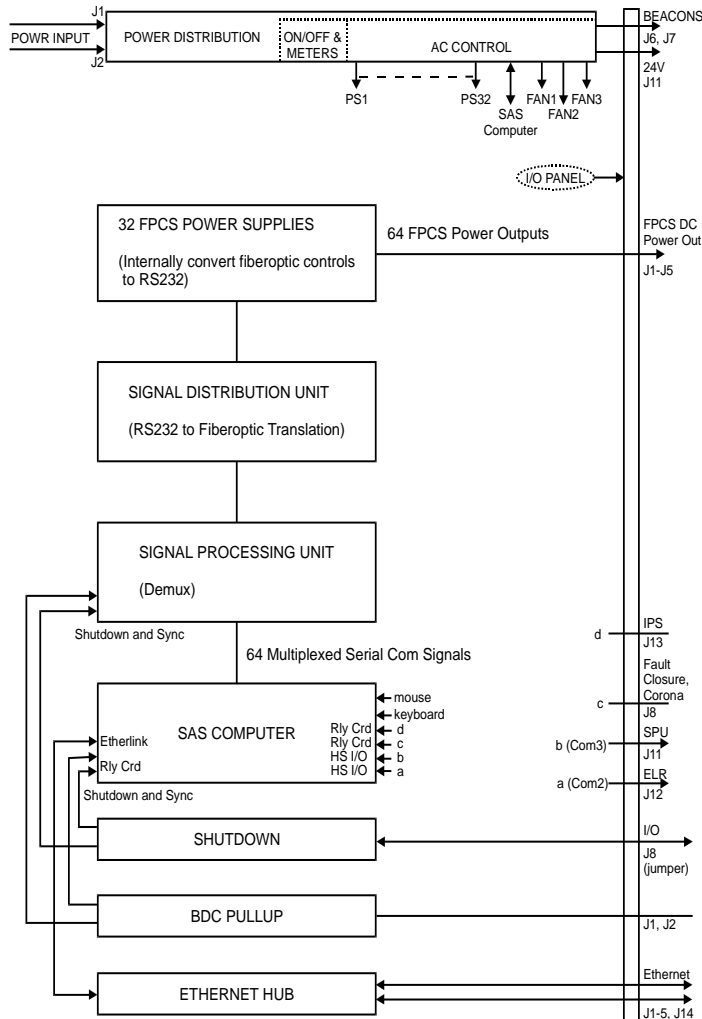 J1
POWR INPUT
J2
POWER DISTRIBUTION
ON/OFF &
METERS
AC CONTROL
BEACONS
J6, J7
24V
J11
PS1
PS32
SAS
Computer
FAN1
FAN2
FAN3
I/O PANEL
32 FPCS POWER SUPPLIES
(Internally convert fiberoptic controls
to RS232)
64 FPCS Power Outputs
FPCS DC
Power Out
J1-J5
SIGNAL DISTRIBUTION UNIT
(RS232 to Fiberoptic Translation)
SIGNAL PROCESSING UNIT
(Demux)
Shutdown and Sync
64 Multiplexed Serial Com Signals
d
IPS
J13
Fault
Closure,
Corona
c
J8
SPU
b (Com3)
J11
ELR
a (Com2)
J12
SAS COMPUTER
Etherlink
Rly Crd
mouse
keyboard
Rly Crd d
Rly Crd c
HS I/O b
HS I/O a
Shutdown and Sync
SHUTDOWN
I/O
J8
(jumper)
BDC PULLUP
J1, J2
ETHERNET HUB
Ethernet
J1-5, J14